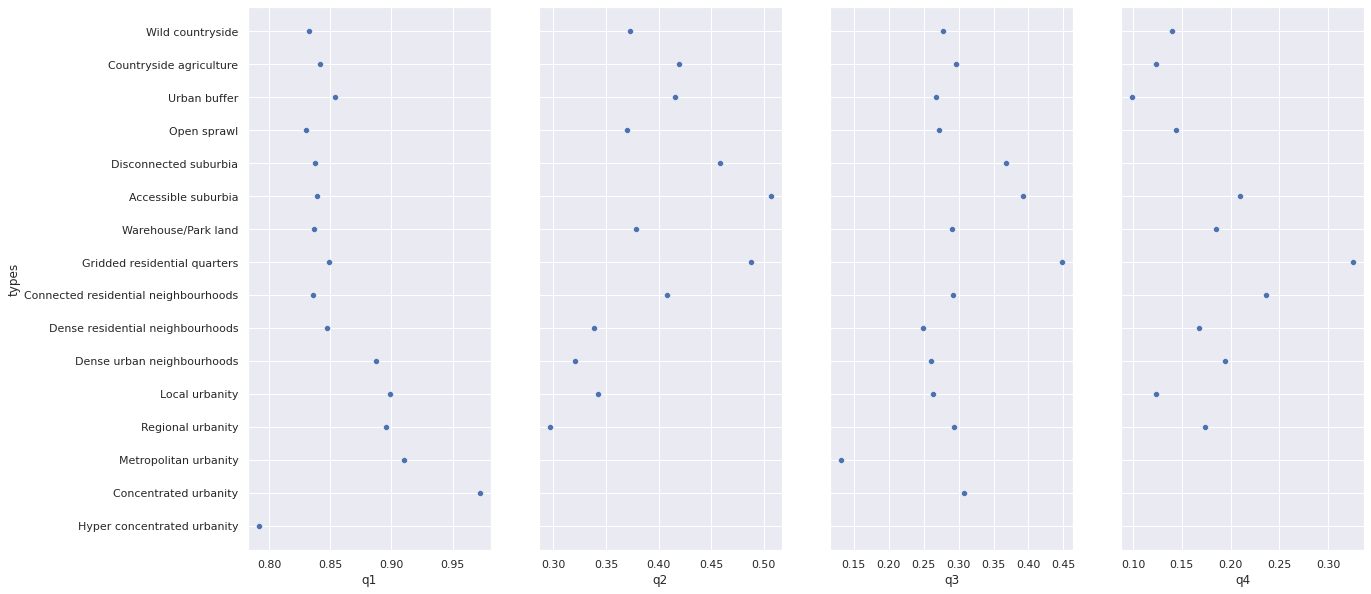 types
Wild countryside
Countryside agriculture
Urban buffer
Open sprawl
Disconnected suburbia
Accessible suburbia
Warehouse/Park land
Gridded residential quarters
Connected residential neighbourhoods
Dense residential neighbourhoods
Dense urban neighbourhoods
Local urbanity
Regional urbanity
Metropolitan urbanity
Concentrated urbanity
Hyper concentrated urbanity
0.80 0.85 0.90 0.95
q1
0.30 0.35 0.40 0.45 0.50
q2
0.15 0.20 0.25 0.30 0.35 0.40 0.45
q3
0.10 0.15 0.20 0.25 0.30
q4